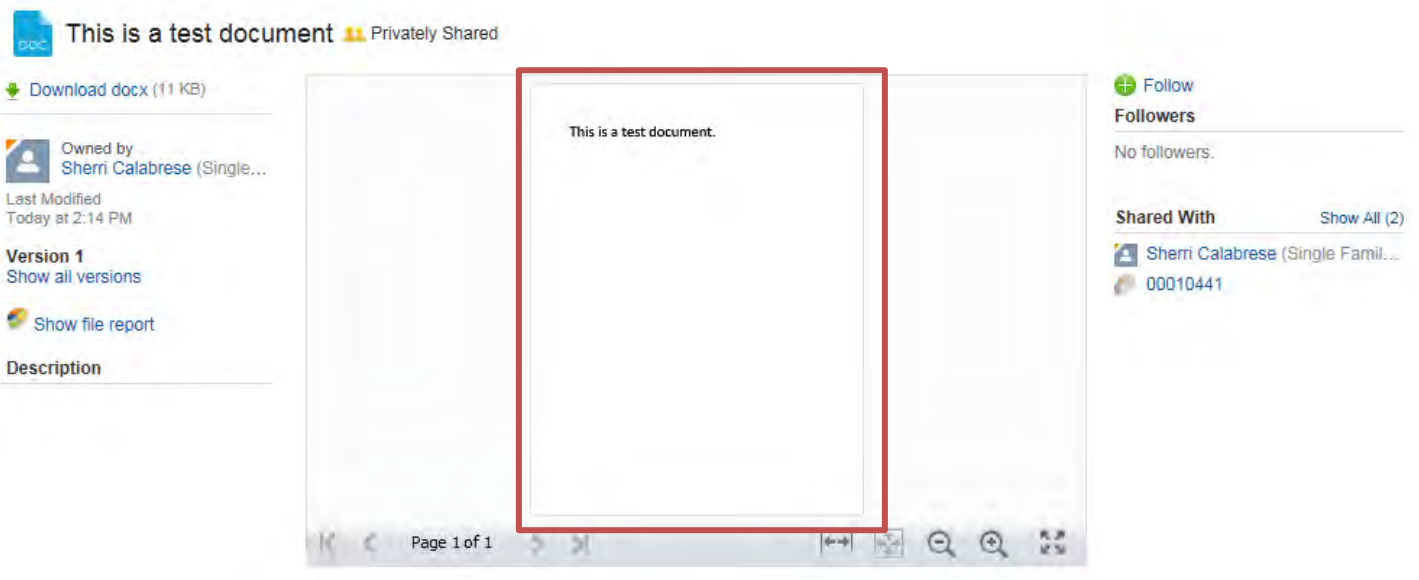 DOC
This is a test document Privately Shared
Download docx (11 KB)
Owned by
Sherri Calabrese (Single...
Last Modified
Today at 2:14 PM
Version 1
Show all versions
Show file report
Description
This is a test document.
Page 1 of 1
Follow
Followers
No followers.
Shared With Show All (2)
Sherri Calabrese (Single Famil...
00010441